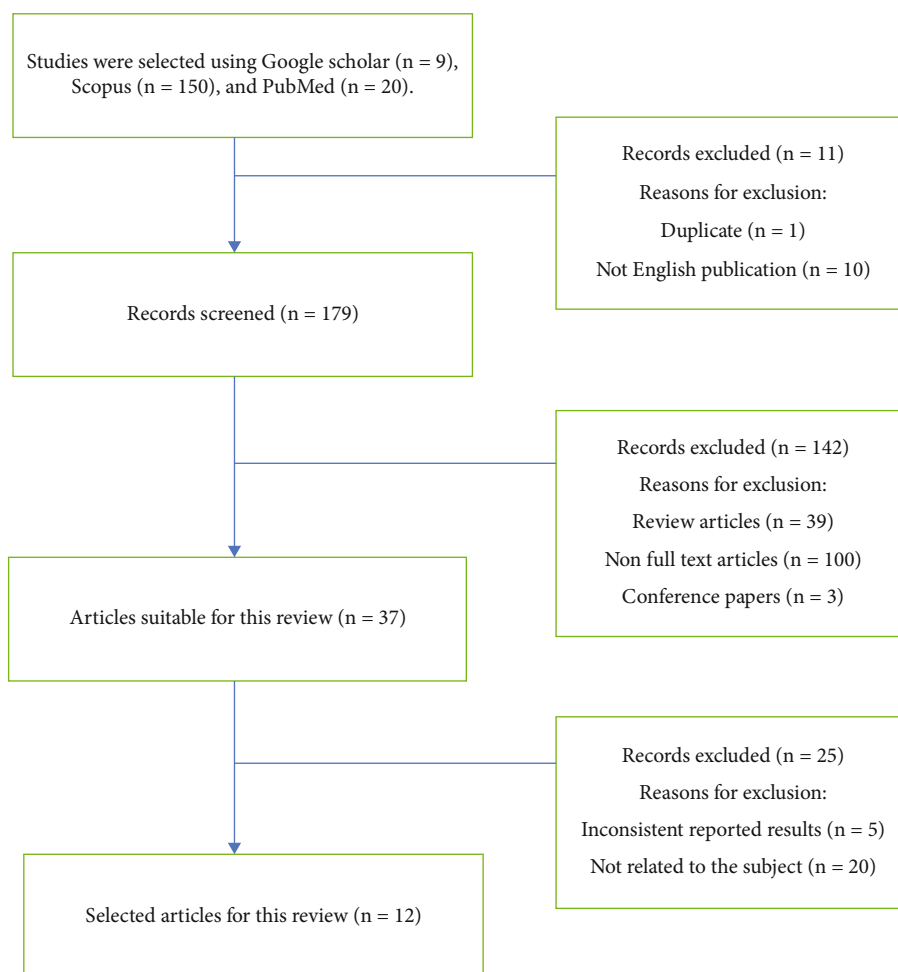 Studies were selected using Google scholar (n = 9),
Scopus (n = 150), and PubMed (n = 20).
Records excluded (n = 11)
Reasons for exclusion:
Duplicate (n = 1)
Not English publication (n = 10)
Records screened (n = 179)
Records excluded (n = 142)
Reasons for exclusion:
Review articles (n = 39)
Non full text articles (n = 100)
Conference papers (n = 3)
Articles suitable for this review (n = 37)
Records excluded (n = 25)
Reasons for exclusion:
Inconsistent reported results (n = 5)
Not related to the subject (n = 20)
Selected articles for this review (n = 12)